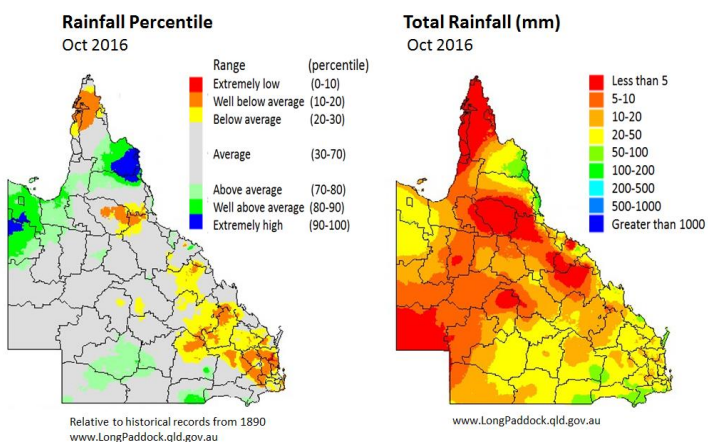 Rainfall Percentile
Oct 2016
Range (percentile)
Extremely low (0-10)
Well below average (10-20)
Below average (20-30)
Average (30-70)
Above average (70-80)
Well above average (80-90)
Extremely high (90-100)
Relative to historical records from 1890
www.LongPaddock.qld.gov.au
Total Rainfall (mm)
Oct 2016
Less than 5
5-10
10-20
20-50
50-100
100-200
200-500
500-1000
Greater than 1000
www.LongPaddock.qld.gov.au